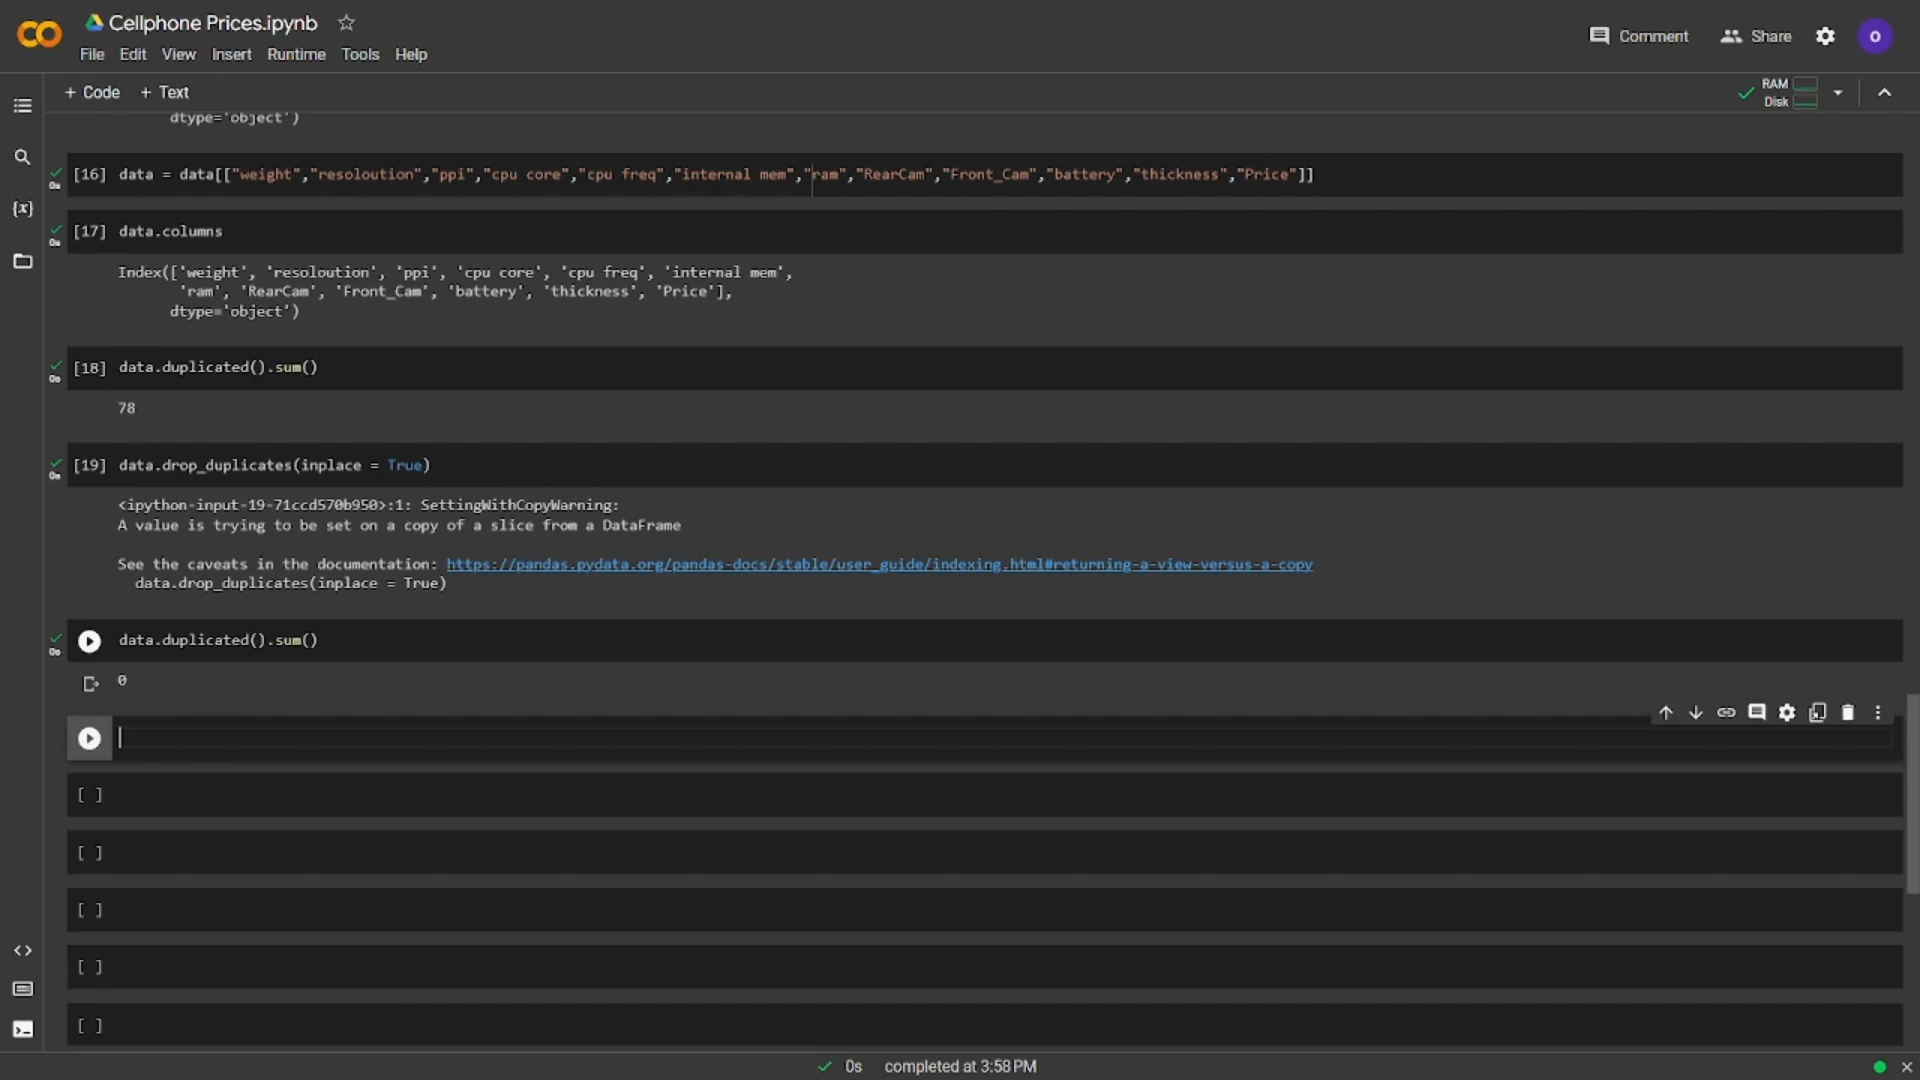 Cellphone Prices.ipynb
File Edit View Insert Runtime Tools Help
Comment Share O
+ Code + Text
RAM
Disk
dtype='object')
[16] data = data[["weight","resoloution","ppi","cpu core","cpu freq","internal mem","ram","RearCam","Front_Cam","battery","thickness","Price"]]
0s
[17] data.columns
0s
Index(['weight', 'resoloution', 'ppi', 'cpu core', 'cpu freq', 'internal mem',
'ram', 'RearCam', 'Front_Cam', 'battery', 'thickness', 'Price'],
dtype='object')
[18] data.duplicated().sum()
0s
78
[19] data.drop_duplicates(inplace = True)
0s
<ipython-input-19-71ccd570b950>:1: SettingWithCopyWarning:
A value is trying to be set on a copy of a slice from a DataFrame
See the caveats in the documentation: https://pandas.pydata.org/pandas-docs/stable/user_guide/indexing.html#returning-a-view-versus-a-copy
data.drop_duplicates(inplace = True)
data.duplicated().sum()
0s
0
[ ]
[ ]
[ ]
[ ]
[ ]
0s completed at 3:58 PM